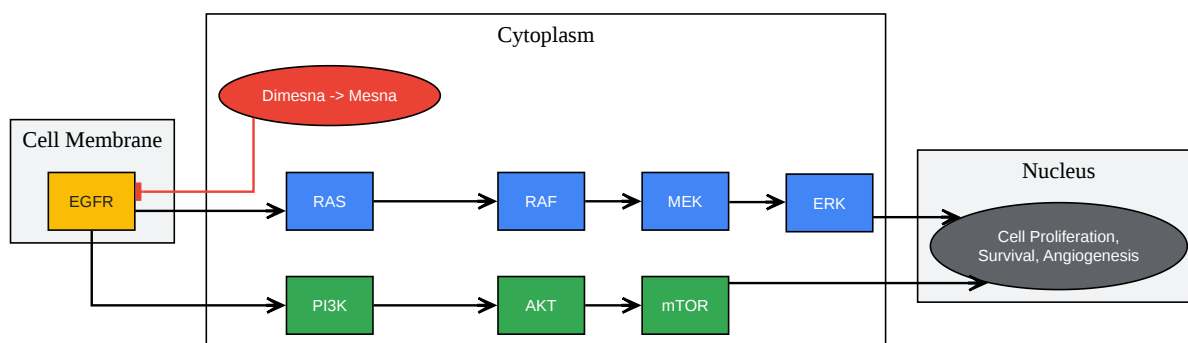 Cytoplasm
Dimesna -> Mesna
Cell Membrane
EGFR
RAS
RAF
MEK
ERK
Nucleus
Cell Proliferation,
Survival, Angiogenesis
PI3K
AKT
mTOR